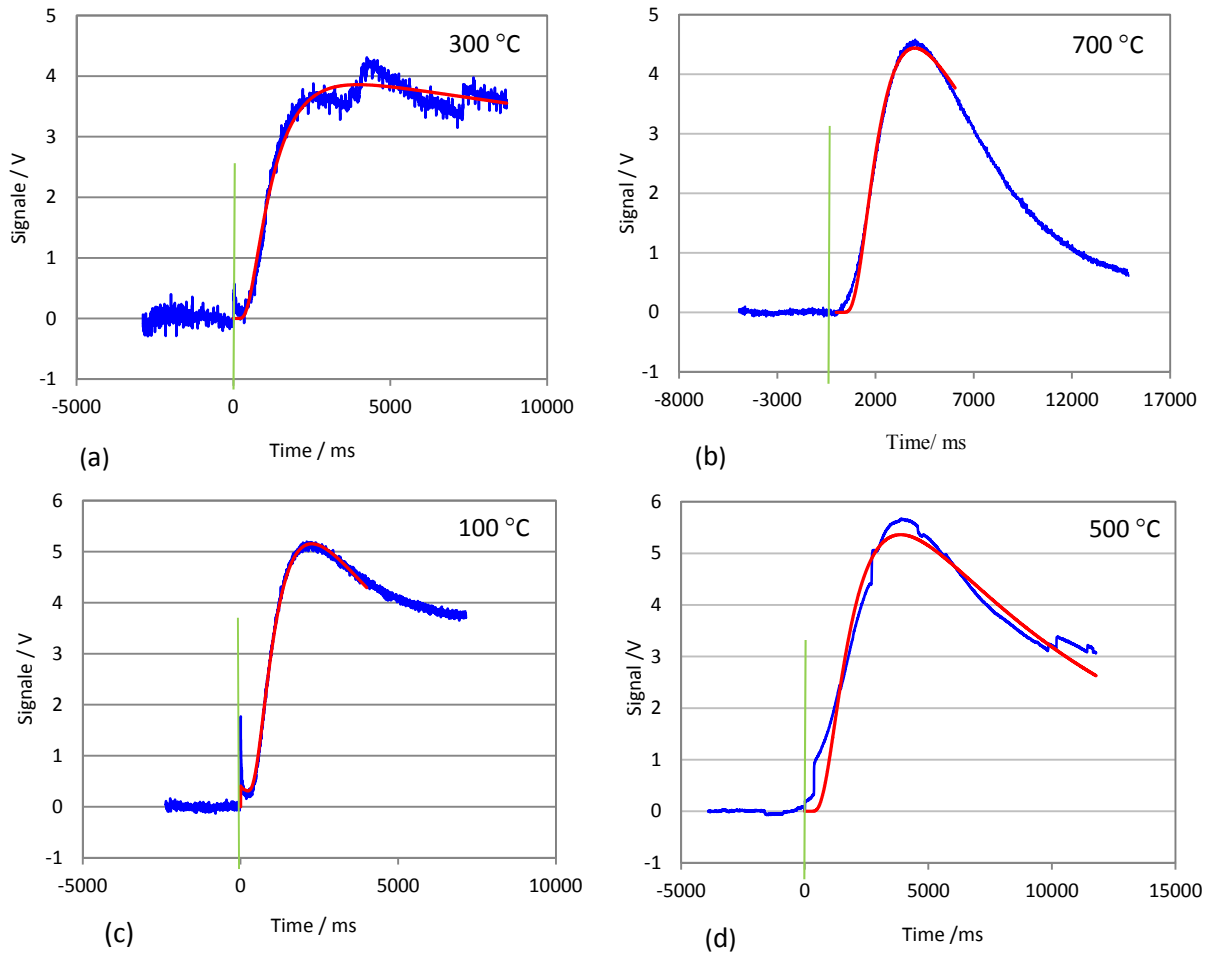 300 °C
5
4
3
2
1
0
-1
Signale / V
-5000 0 5000 10000
Time / ms
(a)
700 °C
5
4
3
2
1
0
-1
Signal / V
-8000 -3000 2000 7000 12000 17000
Time/ ms
(b)
100 °C
6
5
4
3
2
1
0
-1
Signale / V
-5000 0 5000 10000
Time / ms
(c)
500 °C
6
5
4
3
2
1
0
-1
Signal /V
-5000 0 5000 10000 15000
Time /ms
(d)